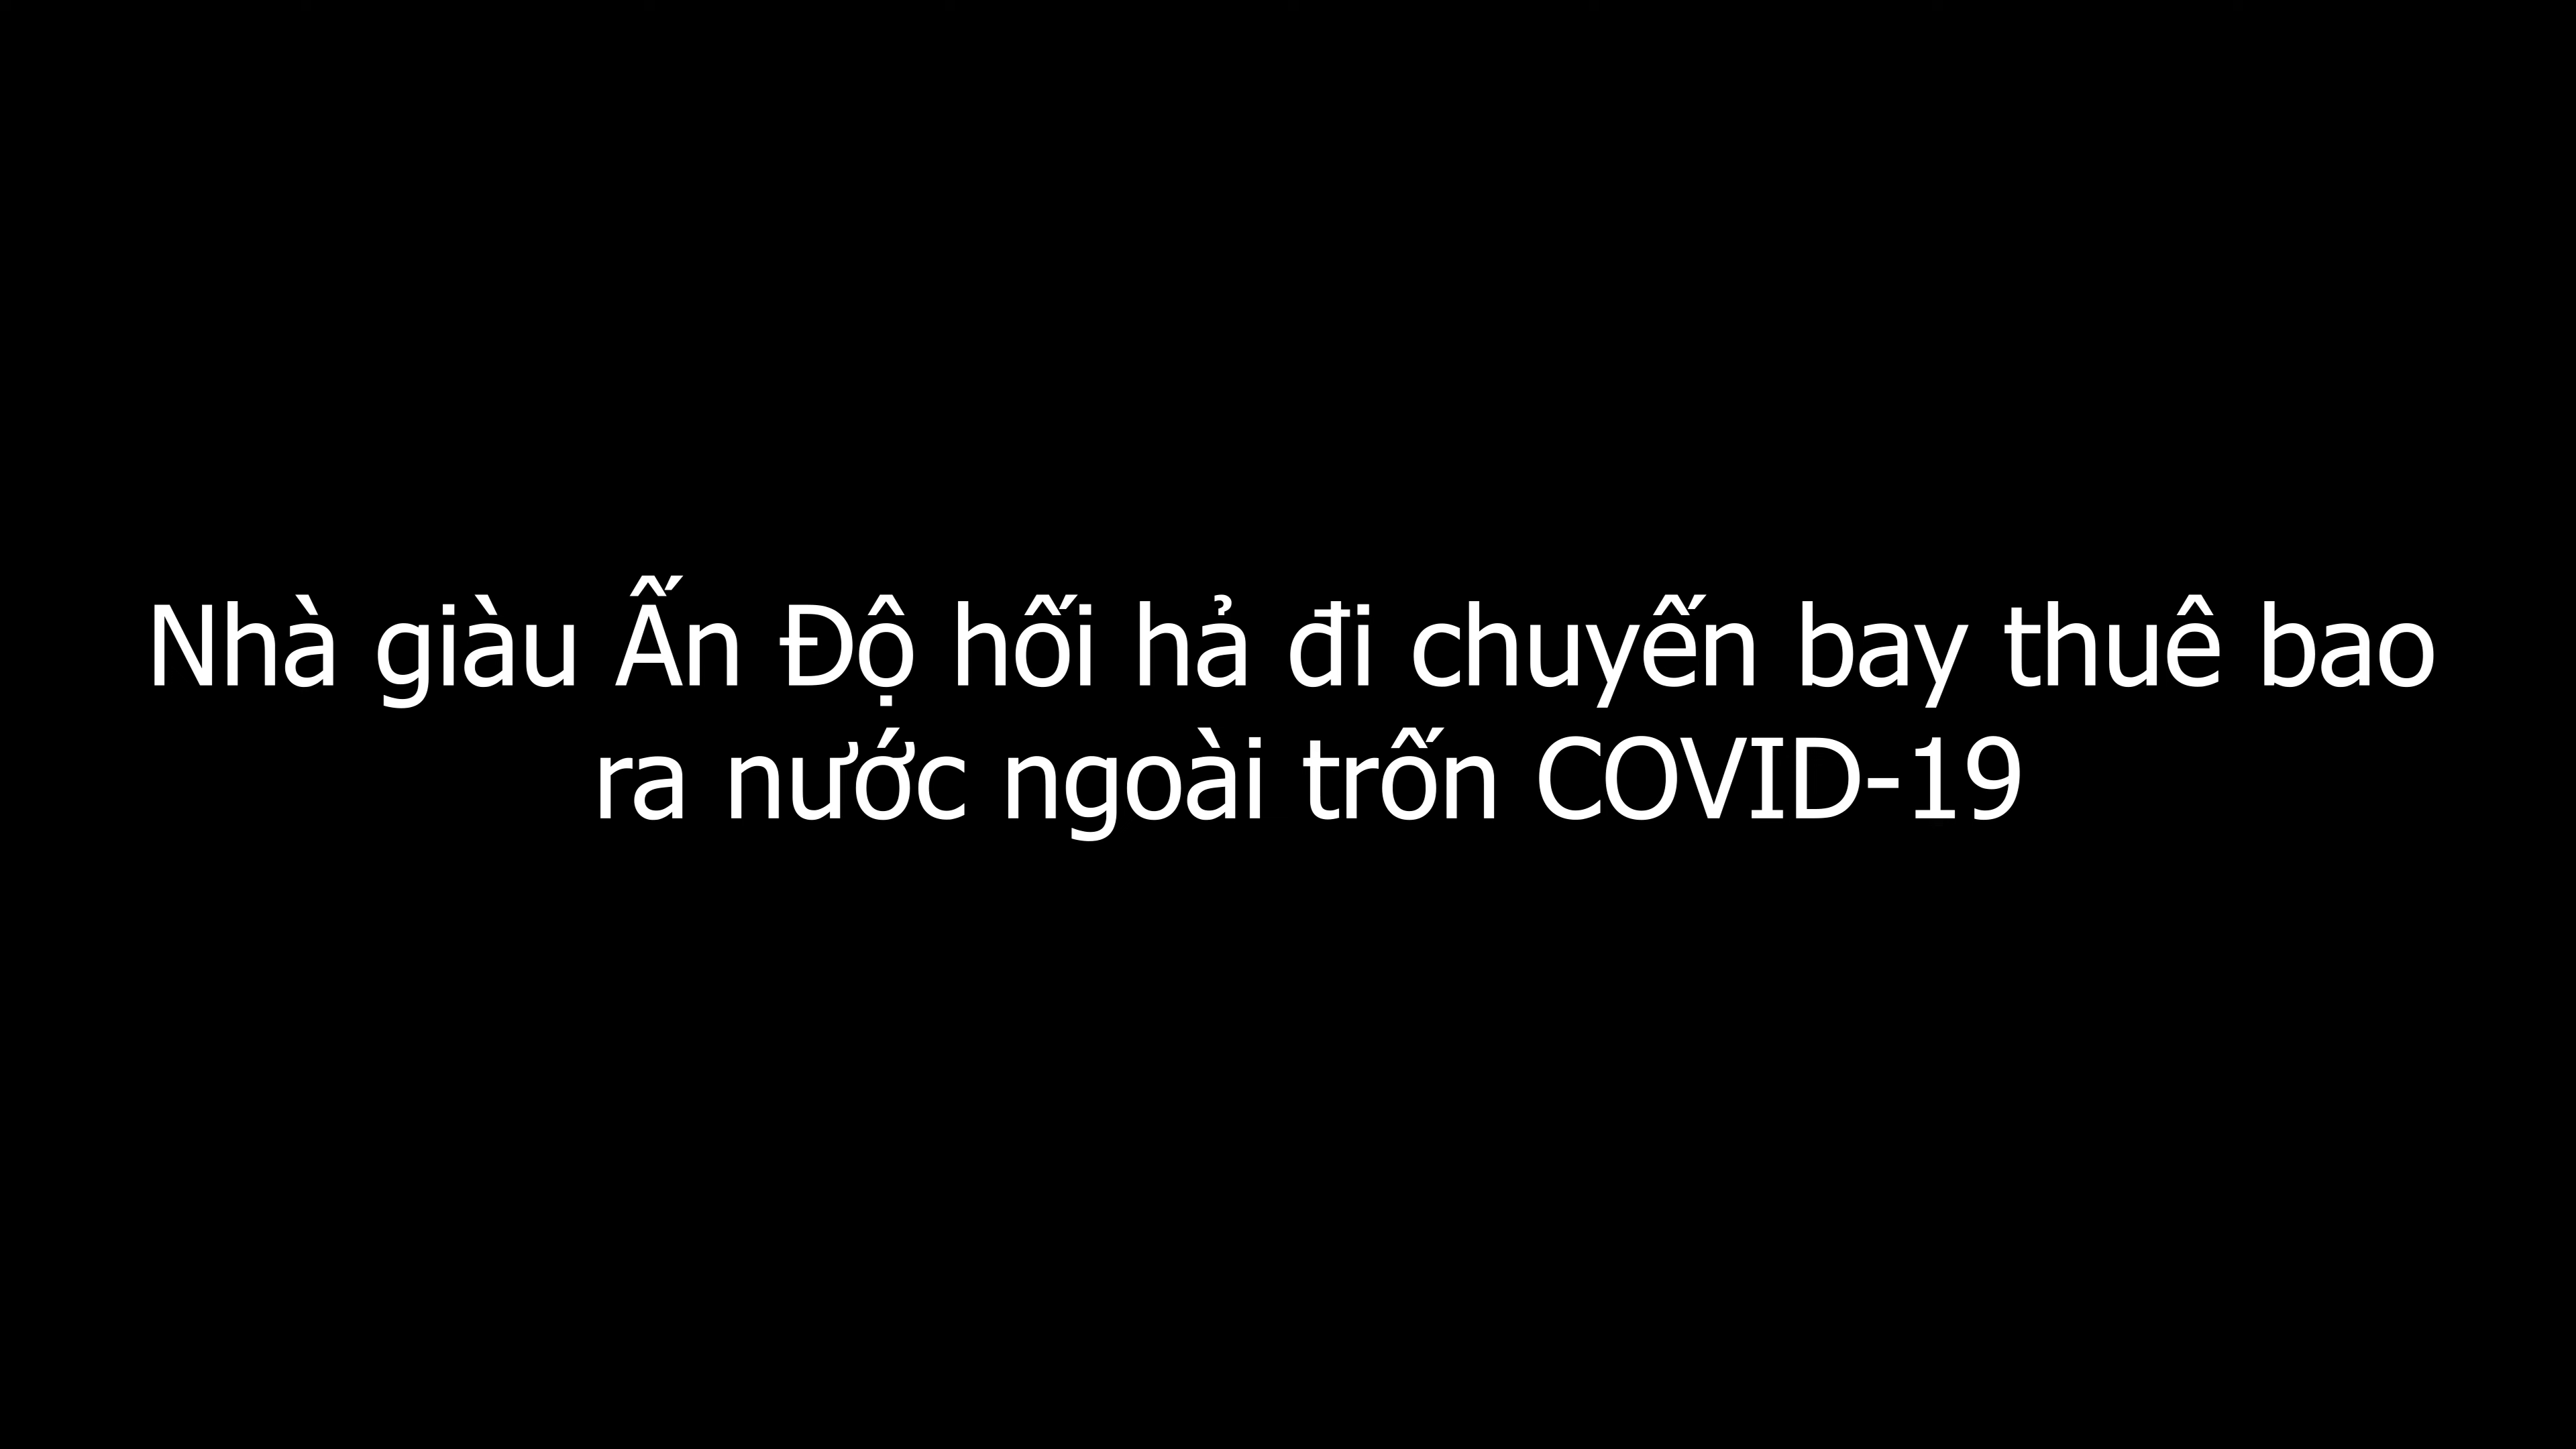 Nhà giàu Ấn Độ hối hả đi chuyến bay thuê bao
ra nước ngoài trốn COVID-19